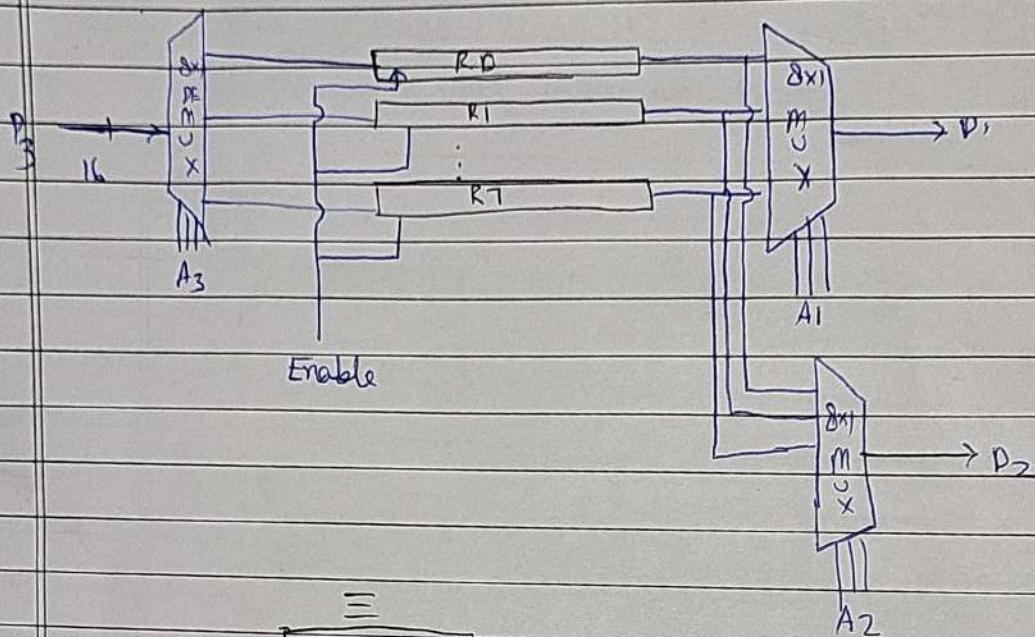 8x1
DE
M
U
X
D3
16
A3
R0
R1
R7
Enable
8x1
M
U
X
D1
A1
8x1
M
U
X
D2
A2